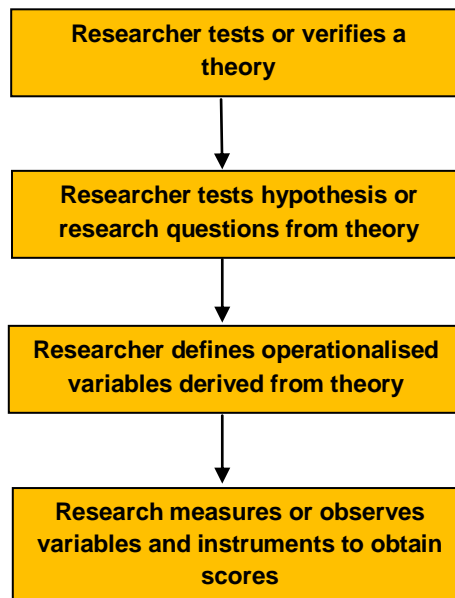 Researcher tests or verifies a
theory
Researcher tests hypothesis or
research questions from theory
Researcher defines operationalised
variables derived from theory
Research measures or observes
variables and instruments to obtain
scores